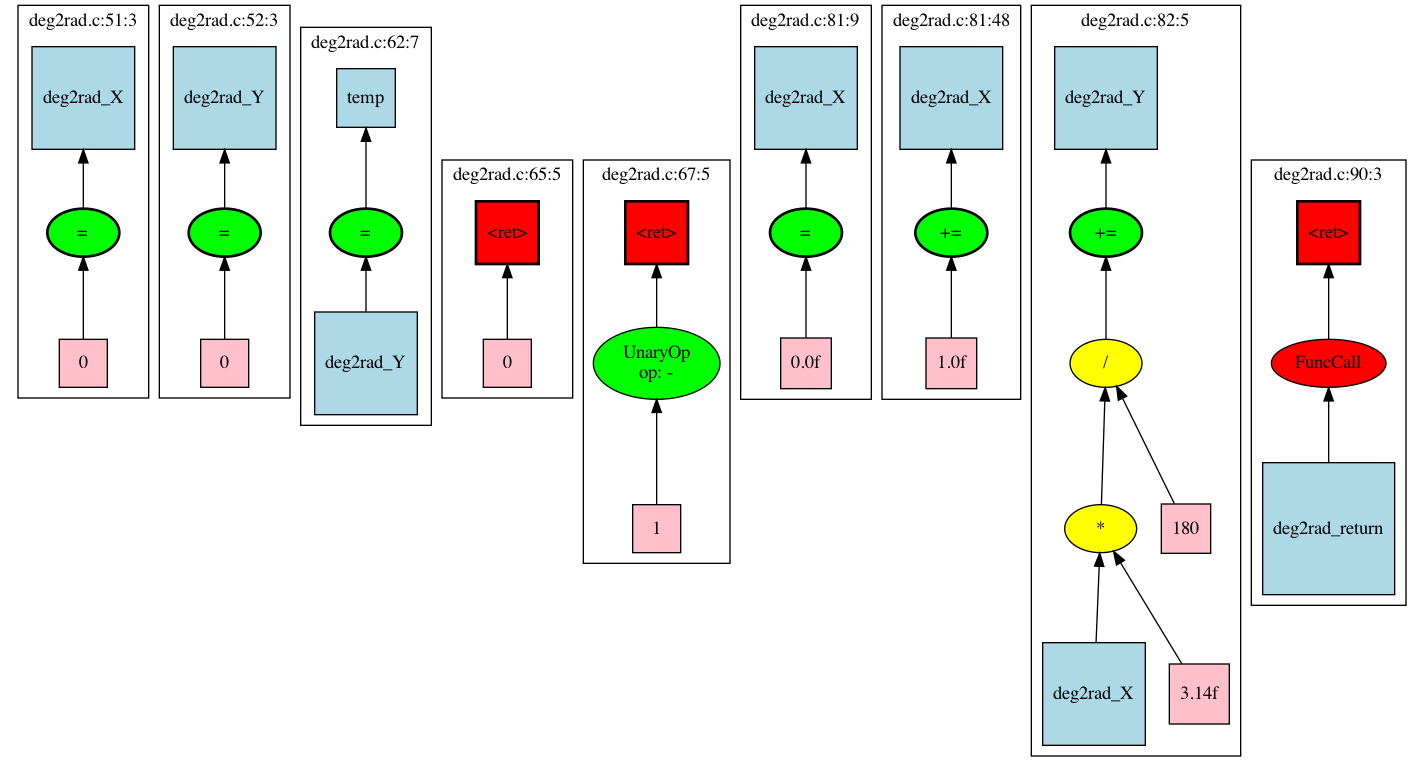 deg2rad.c:51:3
deg2rad_X
=
0
deg2rad.c:52:3
deg2rad_Y
=
0
deg2rad.c:62:7
temp
=
deg2rad_Y
deg2rad.c:65:5
<ret>
0
deg2rad.c:67:5
<ret>
UnaryOp
op: -
1
deg2rad.c:81:9
deg2rad_X
=
0.0f
deg2rad.c:81:48
deg2rad_X
+=
1.0f
deg2rad.c:82:5
deg2rad_Y
+=
/
*
180
deg2rad_X
3.14f
deg2rad.c:90:3
<ret>
FuncCall
deg2rad_return